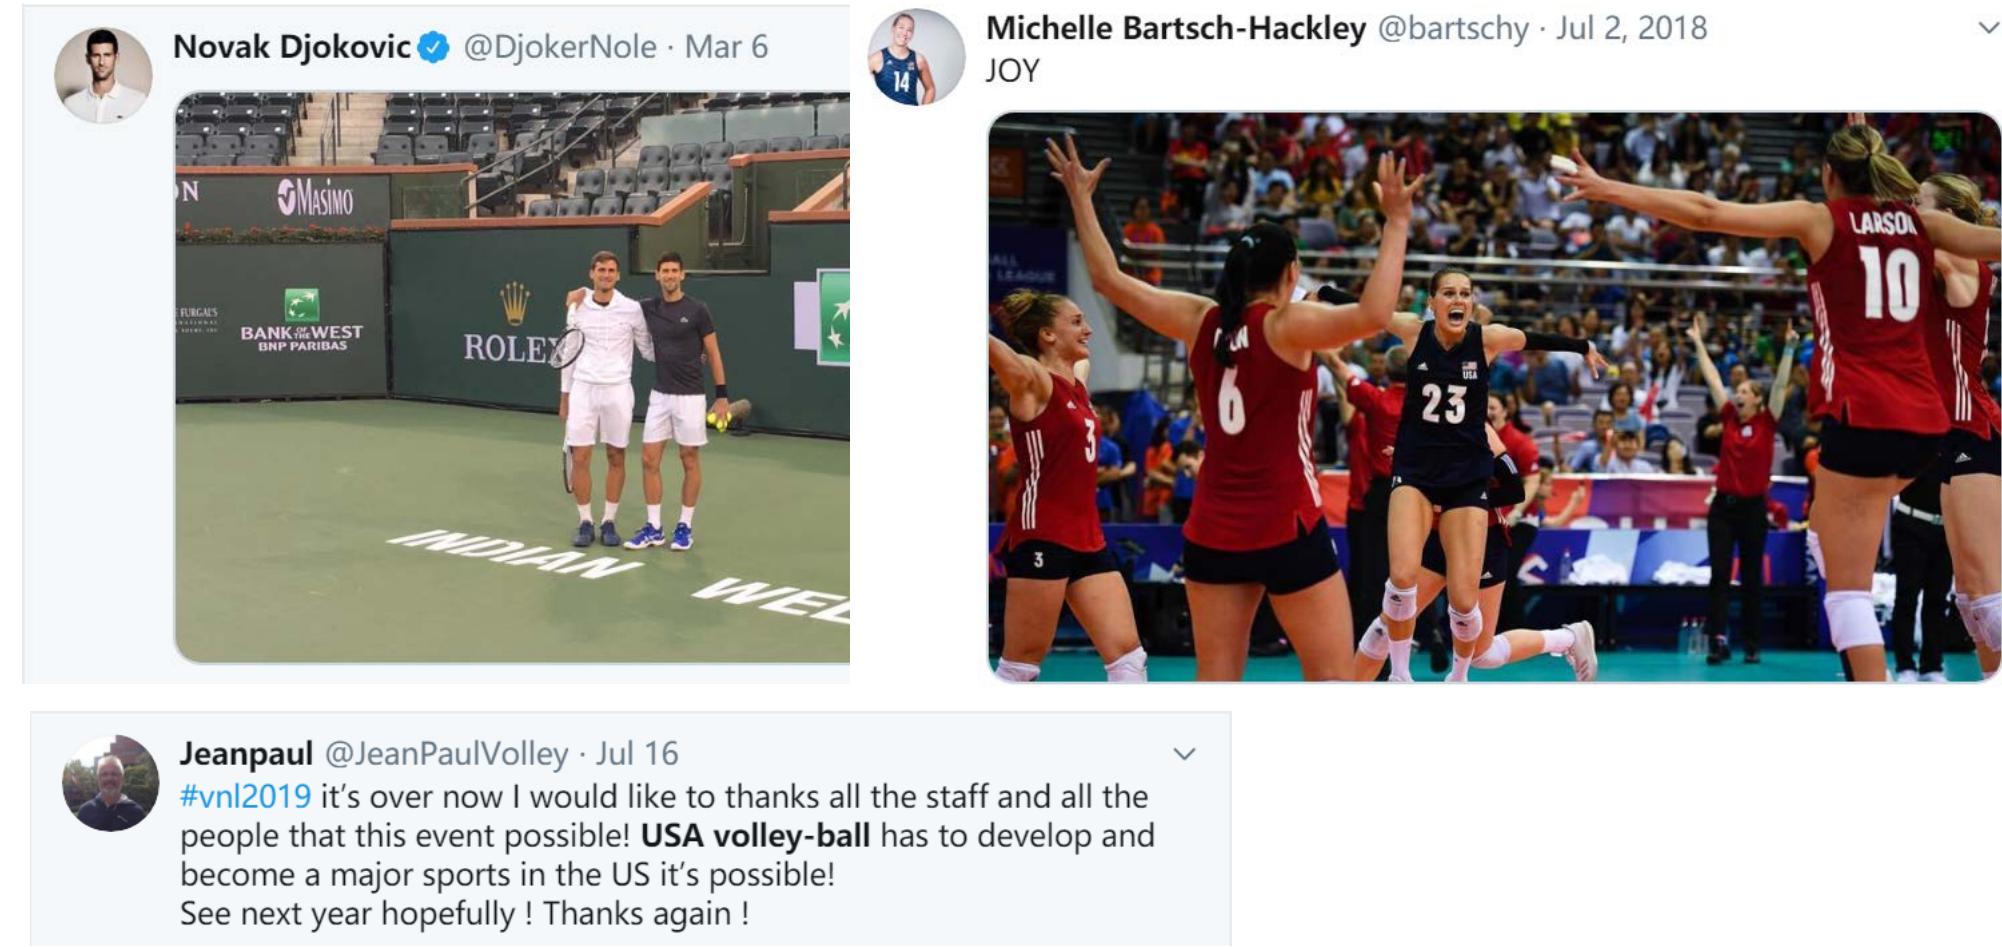 Novak Djokovic @DjokerNole · Mar 6
N
MASIMO
BANK OF THE WEST
BNP PARIBAS
ROLEX
INDIAN WEL
Michelle Bartsch-Hackley @bartschy · Jul 2, 2018
JOY
14
LEAGUE
LARSON
10
USA
23
6
3
3
Jeanpaul @JeanPaulVolley · Jul 16
#vnl2019 it's over now I would like to thanks all the staff and all the
people that this event possible! USA volley-ball has to develop and
become a major sports in the US it's possible!
See next year hopefully ! Thanks again !